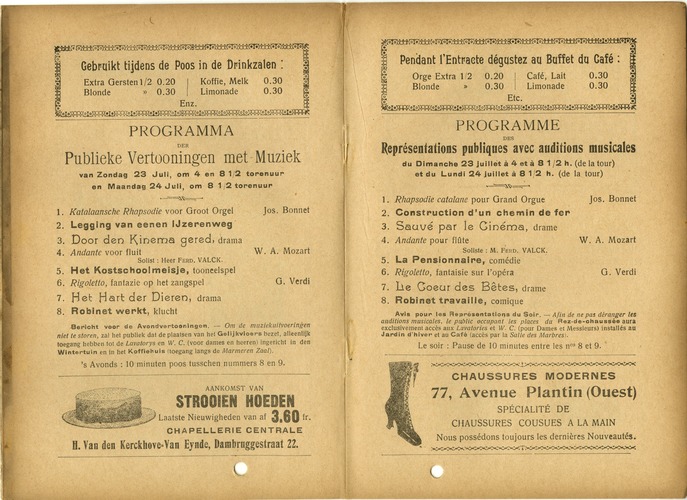 Gebruikt tijdens de Poos in de Drinkzalen :
Extra Gersten 1/2 0.20 Koffie, Melk 0.30
Blonde » 0.30 Limonade 0.30
Enz.
PROGRAMMA
DER
Publieke Vertooningen met Muziek
van Zondag 23 Juli, om 4 en 8 1/2 torenuur
en Maandag 24 Juli, om 8 1/2 torenuur
1. Katalaansche Rhapsodie voor Groot Orgel Jos. Bonnet
2. Legging van eenen IJzerenweg
3. Door den Kinema gered, drama
4. Andante voor fluit W. A. Mozart
Solist : Heer FERD. VALCK.
5. Het Kostschoolmeisje, tooneelspel
6. Rigoletto, fantazie op het zangspel G. Verdi
7. Het Hart der Dieren, drama
8. Robinet werkt, klucht
Bericht voor de Avondvertooningen. — Om de muziekuitvoeringen
niet te storen, zal het publiek dat de plaatsen van het Gelijkvloers bezet, alleenlijk
toegang hebben tot de Lavatorys en W. C. (voor dames en heeren) ingericht in den
Wintertuin en in het Koffiehuis (toegang langs de Marmeren Zaal).
's Avonds : 10 minuten poos tusschen nummers 8 en 9.
AANKOMST VAN
STROOIEN HOEDEN
Laatste Nieuwigheden van af 3.60 fr.
CHAPELLERIE CENTRALE
H. Van den Kerckhove-Van Eynde, Dambruggestraat 22.
Pendant l'Entracte dégustez au Buffet du Café :
Orge Extra 1/2 0.20 Café, Lait 0.30
Blonde » 0.30 Limonade 0.30
Etc.
PROGRAMME
DES
Représentations publiques avec auditions musicales
du Dimanche 23 juillet à 4 et à 8 1/2 h. (de la tour)
et du Lundi 24 juillet à 8 1/2 h. (de la tour)
1. Rhapsodie catalane pour Grand Orgue Jos. Bonnet
2. Construction d'un chemin de fer
3. Sauvé par le Cinéma, drame
4. Andante pour flûte W. A. Mozart
Soliste : M. FERD. VALCK.
5. La Pensionnaire, comédie
6. Rigoletto, fantaisie sur l'opéra G. Verdi
7. Le Coeur des Bêtes, drame
8. Robinet travaille, comique
Avis pour les Représentations du Soir. — Afin de ne pas déranger les
auditions musicales, le public occupant les places du Rez-de-chaussée aura
exclusivement accès aux Lavatorys et W. C. (pour Dames et Messieurs) installés au
Jardin d'hiver et au Café (accès par la Salle des Marbres).
Le soir : Pause de 10 minutes entre les nos 8 et 9.
CHAUSSURES MODERNES
77, Avenue Plantin (Ouest)
SPÉCIALITÉ DE
CHAUSSURES COUSUES A LA MAIN
Nous possédons toujours les dernières Nouveautés.